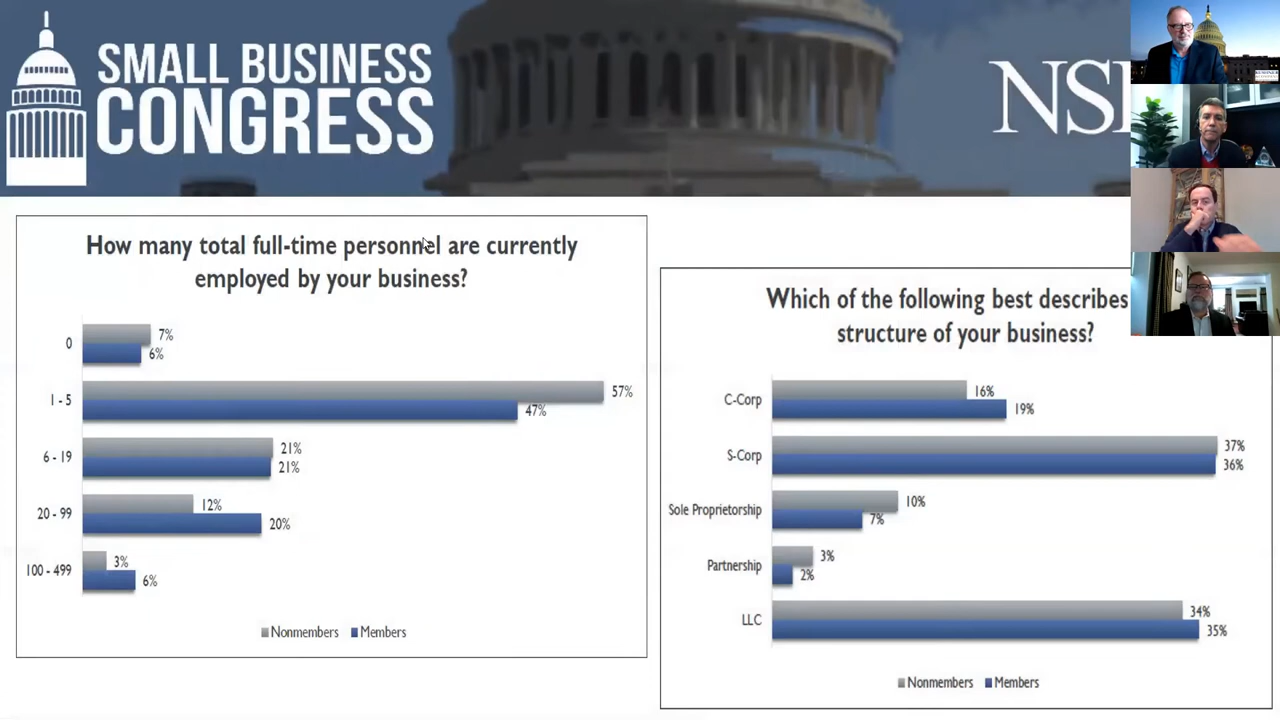 SMALL BUSINESS
CONGRESS
How many total full-time personnel are currently
employed by your business?
0
7%
6%
1 - 5
57%
47%
6 - 19
21%
21%
20 - 99
12%
20%
100 - 499
3%
6%
Nonmembers
Members
Which of the following best describes
structure of your business?
C-Corp
16%
19%
S-Corp
37%
36%
Sole Proprietorship
10%
7%
Partnership
3%
2%
LLC
34%
35%
Nonmembers
Members